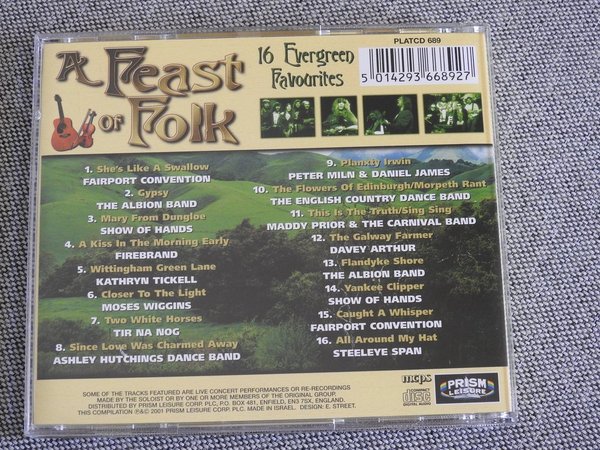 A Feast
of Folk
16 Evergreen
Favourites
PLATCD 689
5 014293 668927
1. She's Like A Swallow
FAIRPORT CONVENTION
2. Gypsy
THE ALBION BAND
3. Mary From Dungloe
SHOW OF HANDS
4. A Kiss In The Morning Early
FIREBRAND
5. Wittingham Green Lane
KATHRYN TICKELL
6. Closer To The Light
MOSES WIGGINS
7. Two White Horses
TIR NA NOG
8. Since Love Was Charmed Away
ASHLEY HUTCHINGS DANCE BAND
9. Planxty Irwin
PETER MILN & DANIEL JAMES
10. The Flowers Of Edinburgh/Morpeth Rant
THE ENGLISH COUNTRY DANCE BAND
11. This Is The Truth/Sing Sing
MADDY PRIOR & THE CARNIVAL BAND
12. The Galway Farmer
DAVEY ARTHUR
13. Flandyke Shore
THE ALBION BAND
14. Yankee Clipper
SHOW OF HANDS
15. Caught A Whisper
FAIRPORT CONVENTION
16. All Around My Hat
STEELEYE SPAN
SOME OF THE TRACKS FEATURED ARE LIVE CONCERT PERFORMANCES OR RE-RECORDINGS
MADE BY THE SOLOIST OR BY ONE OR MORE MEMBERS OF THE ORIGINAL GROUP.
DISTRIBUTED BY PRISM LEISURE CORP. PLC, P.O. BOX 481, ENFIELD, EN3 7SX, ENGLAND.
THIS COMPILATION ℗&© 2001 PRISM LEISURE CORP. PLC. MADE IN ISRAEL. DESIGN: E. STREET.
mcps
COMPACT
disc
DIGITAL AUDIO
PRISM
LEISURE